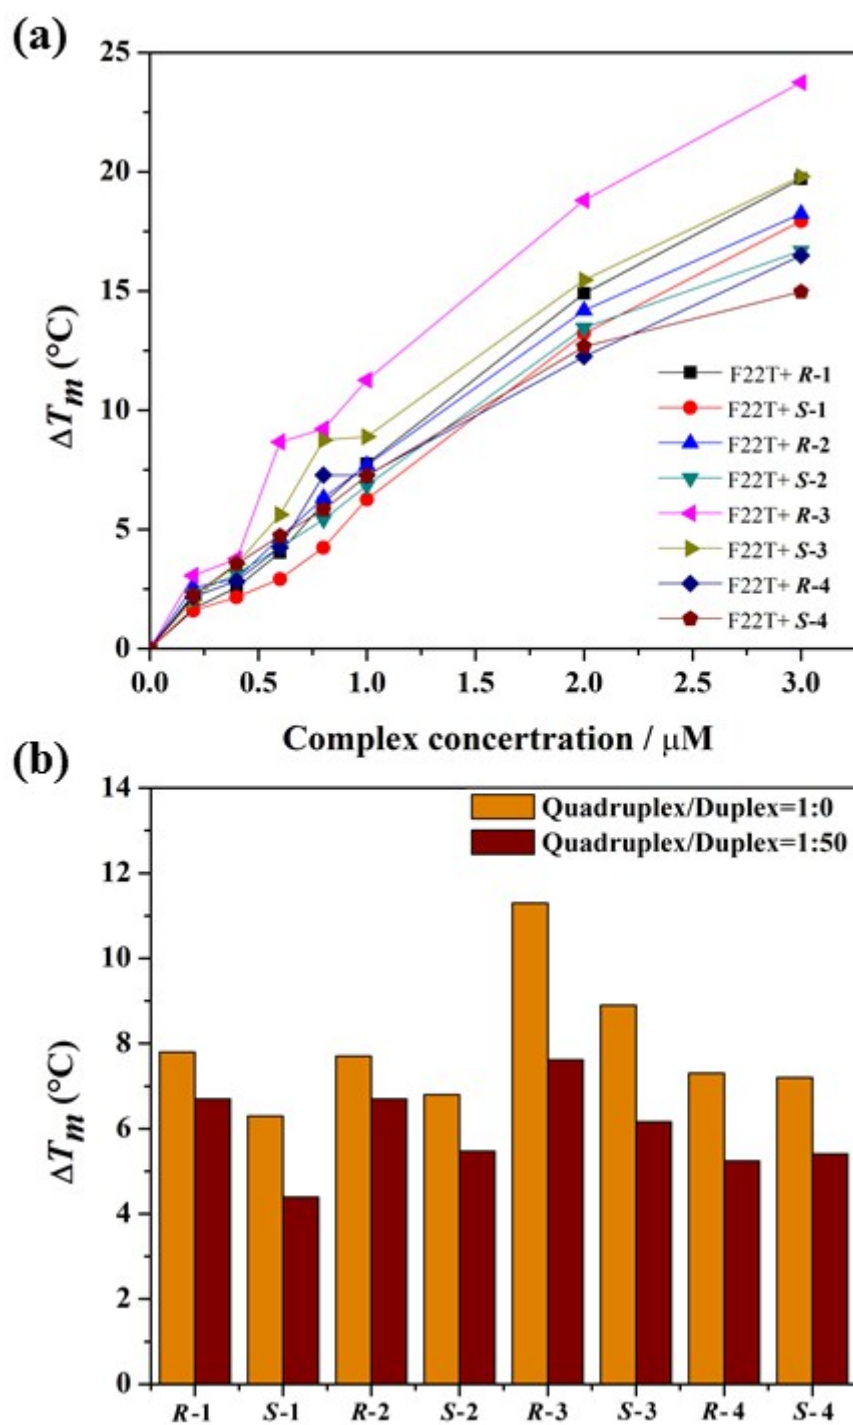 (a)
25
20
15
10
5
0
ΔTm (°C)
F22T+ R-1
F22T+ S-1
F22T+ R-2
F22T+ S-2
F22T+ R-3
F22T+ S-3
F22T+ R-4
F22T+ S-4
0.0 0.5 1.0 1.5 2.0 2.5 3.0
Complex concertration / μM
(b)
14
12
10
8
6
4
2
0
ΔTm (°C)
Quadruplex/Duplex=1:0
Quadruplex/Duplex=1:50
R-1 S-1 R-2 S-2 R-3 S-3 R-4 S-4